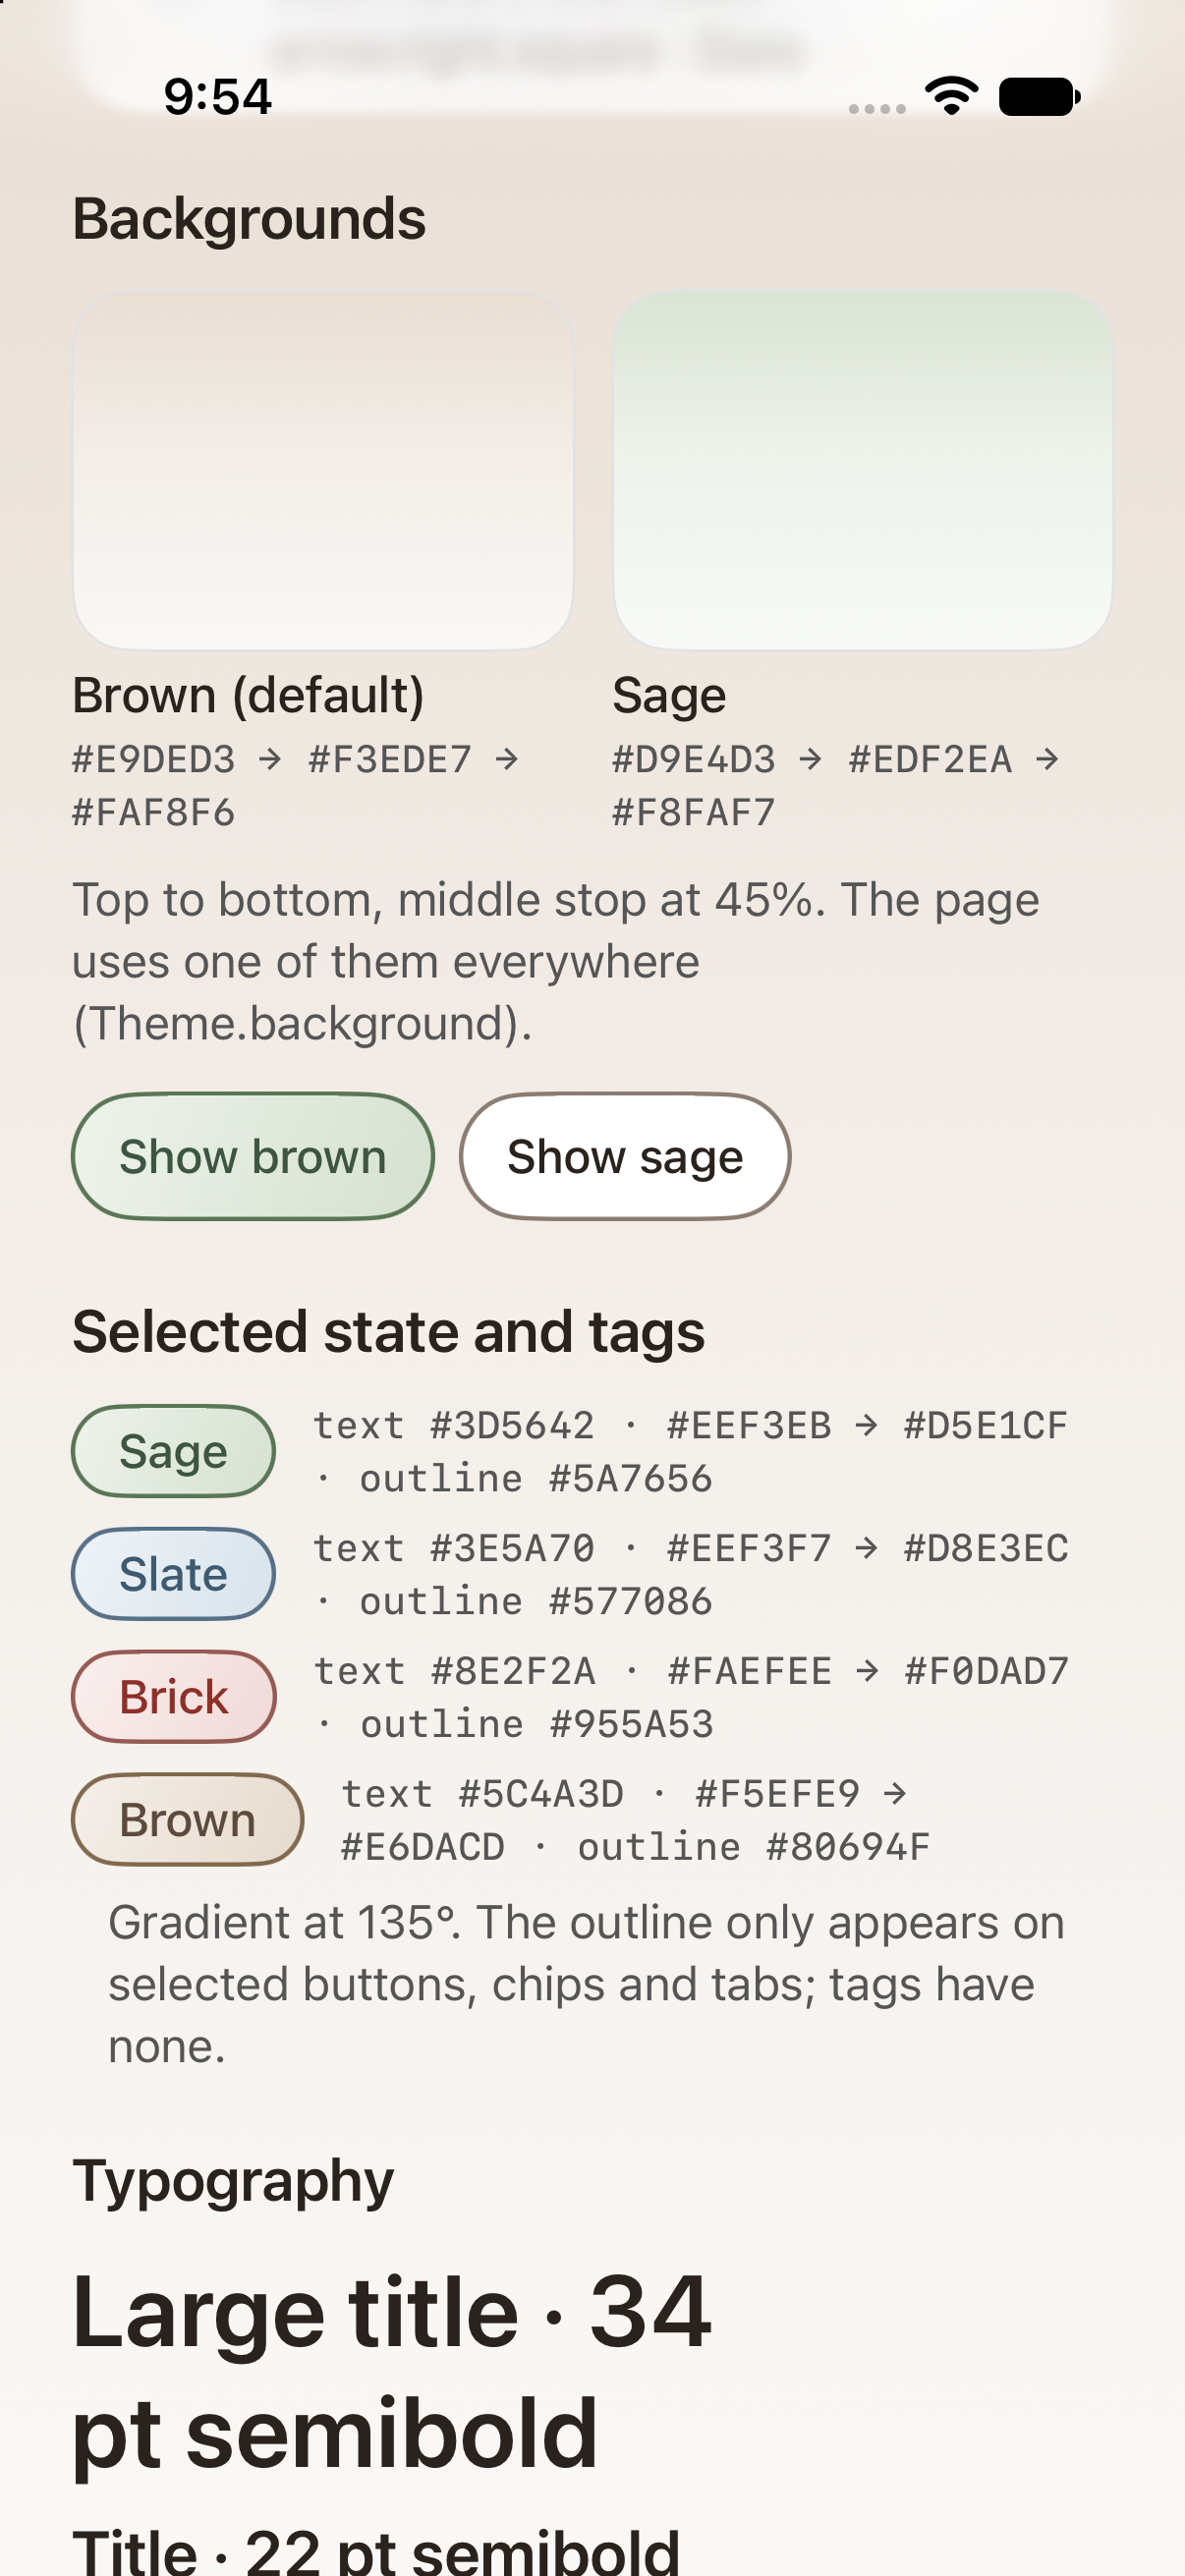 9:54
Backgrounds
Brown (default)
#E9DED3 → #F3EDE7 →
#FAF8F6
Sage
#D9E4D3 → #EDF2EA →
#F8FAF7
Top to bottom, middle stop at 45%. The page
uses one of them everywhere
(Theme.background).
Show brown
Show sage
Selected state and tags
Sage
text #3D5642 · #EEF3EB → #D5E1CF
· outline #5A7656
Slate
text #3E5A70 · #EEF3F7 → #D8E3EC
· outline #577086
Brick
text #8E2F2A · #FAEFEE → #F0DAD7
· outline #955A53
Brown
text #5C4A3D · #F5EFE9 →
#E6DACD · outline #80694F
Gradient at 135°. The outline only appears on
selected buttons, chips and tabs; tags have
none.
Typography
Large title · 34
pt semibold
Title · 22 pt semibold